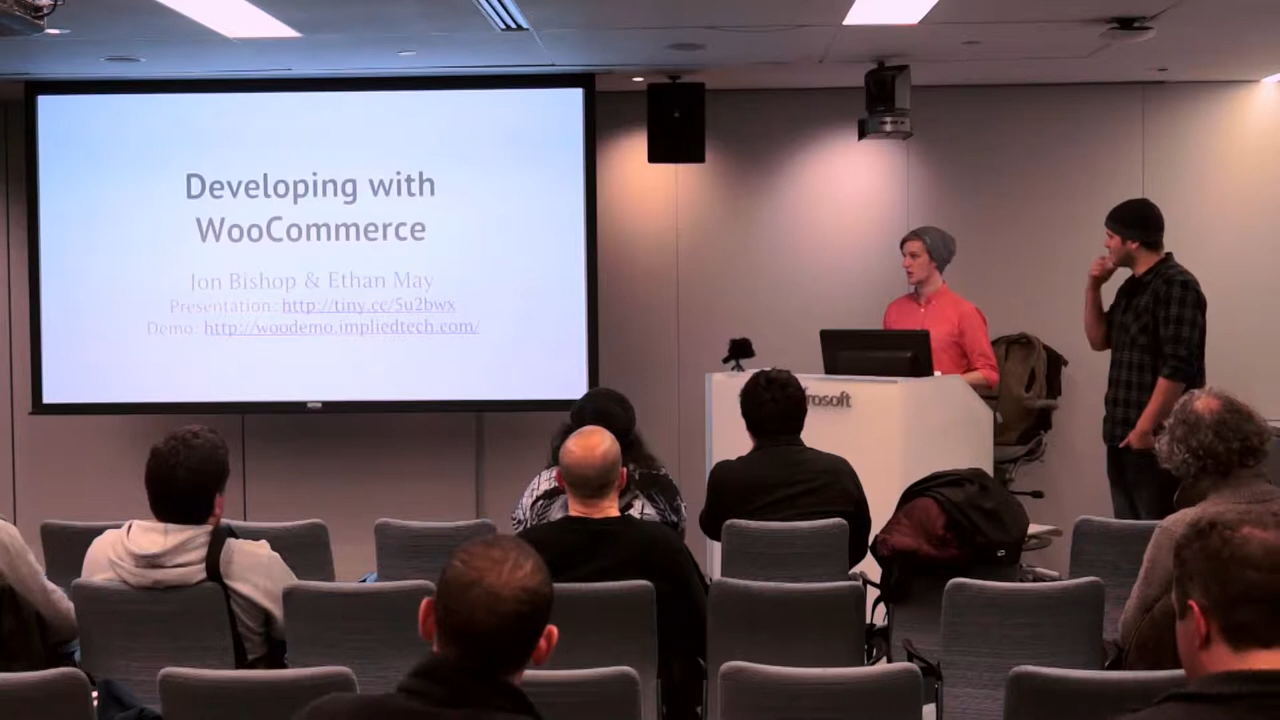 Developing with
WooCommerce
Jon Bishop & Ethan May
Presentation: http://tiny.cc/5u2bwx
Demo: http://woodemo.impliedtech.com/
rosoft